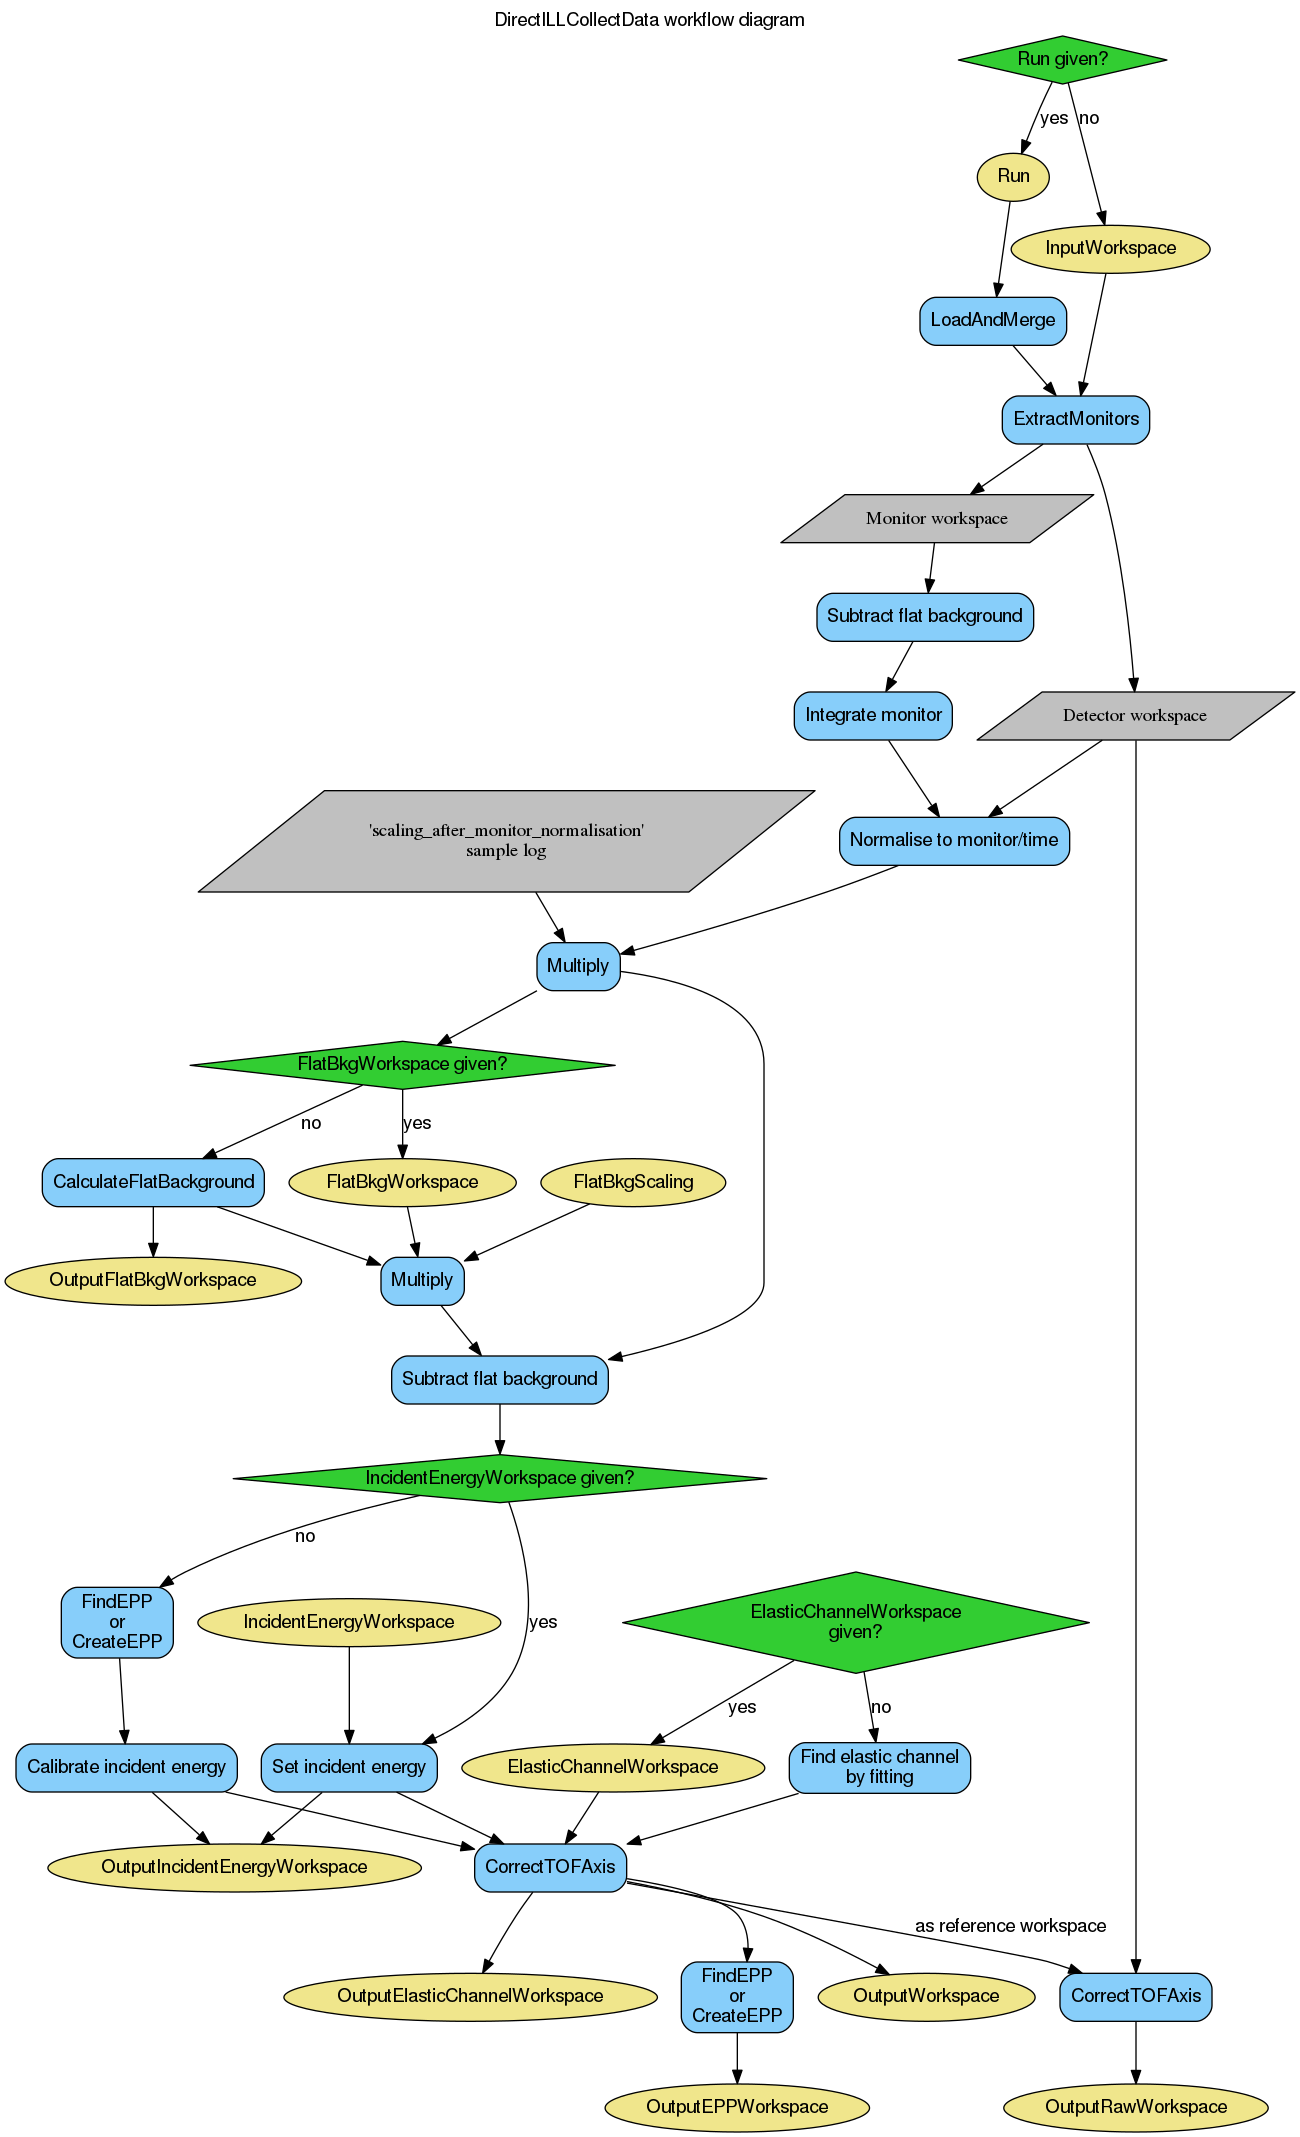 DirectILLCollectData workflow diagram
Run given?
yes
no
Run
InputWorkspace
LoadAndMerge
ExtractMonitors
Monitor workspace
Subtract flat background
Integrate monitor
Detector workspace
'scaling_after_monitor_normalisation'
sample log
Normalise to monitor/time
Multiply
FlatBkgWorkspace given?
no
yes
CalculateFlatBackground
FlatBkgWorkspace
FlatBkgScaling
OutputFlatBkgWorkspace
Multiply
Subtract flat background
IncidentEnergyWorkspace given?
no
yes
FindEPP
or
CreateEPP
IncidentEnergyWorkspace
ElasticChannelWorkspace
given?
yes
no
Calibrate incident energy
Set incident energy
ElasticChannelWorkspace
Find elastic channel
by fitting
OutputIncidentEnergyWorkspace
CorrectTOFAxis
as reference workspace
OutputElasticChannelWorkspace
FindEPP
or
CreateEPP
OutputWorkspace
CorrectTOFAxis
OutputEPPWorkspace
OutputRawWorkspace